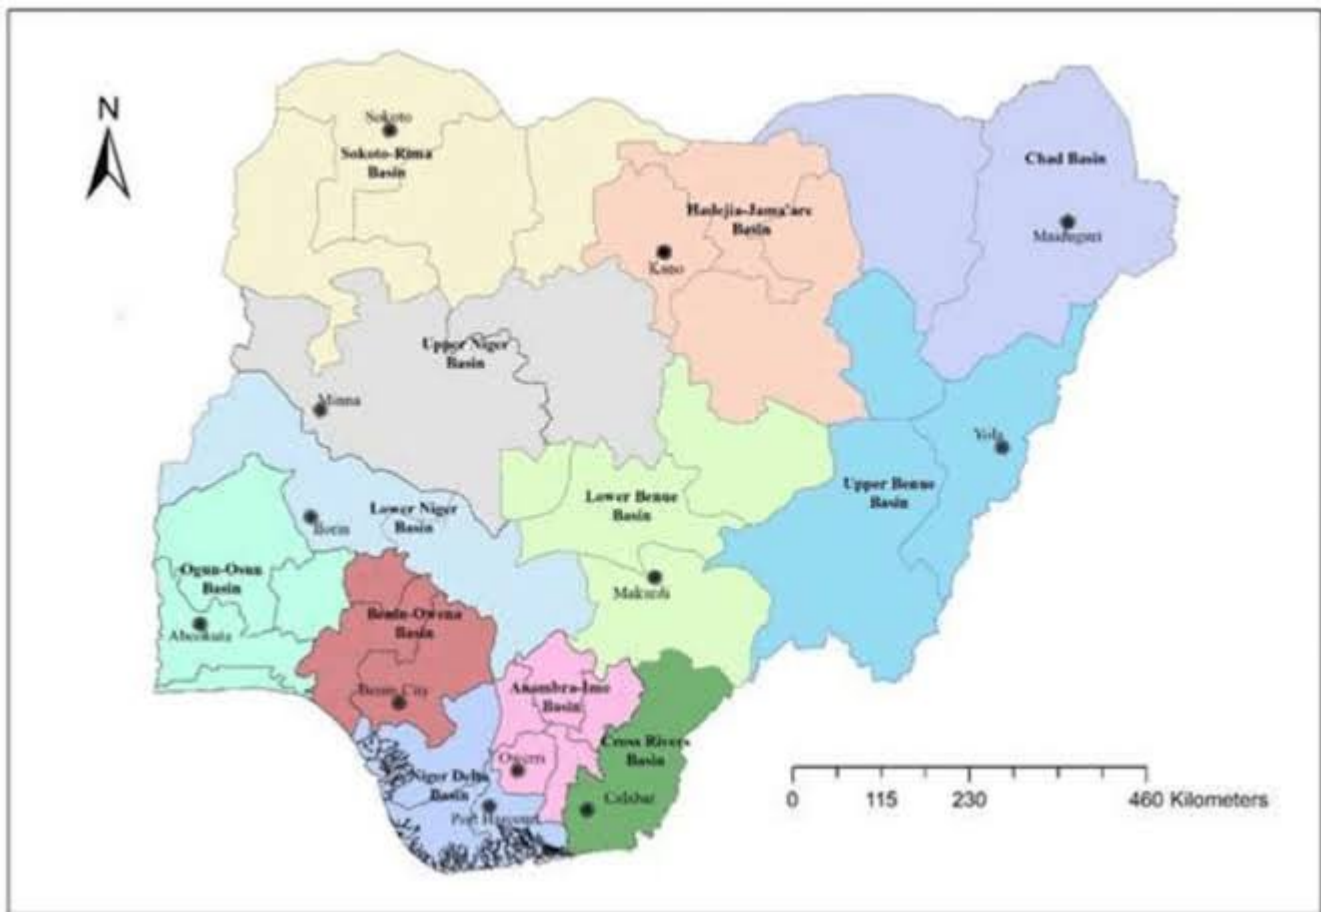 N
Sokoto
Sokoto-Rima
Basin
Chad Basin
Hadejia-Jama'are
Basin
Maiduguri
Kano
Upper Niger
Basin
Minna
Yola
Lower Benue
Basin
Upper Benue
Basin
Lower Niger
Basin
Ilorin
Ogun-Osun
Basin
Makurdi
Abeokuta
Benin-Owena
Basin
Benin City
Anambra-Imo
Basin
Cross Rivers
Basin
Owerri
Niger Delta
Basin
Calabar
Port Harcourt
0 115 230 460 Kilometers